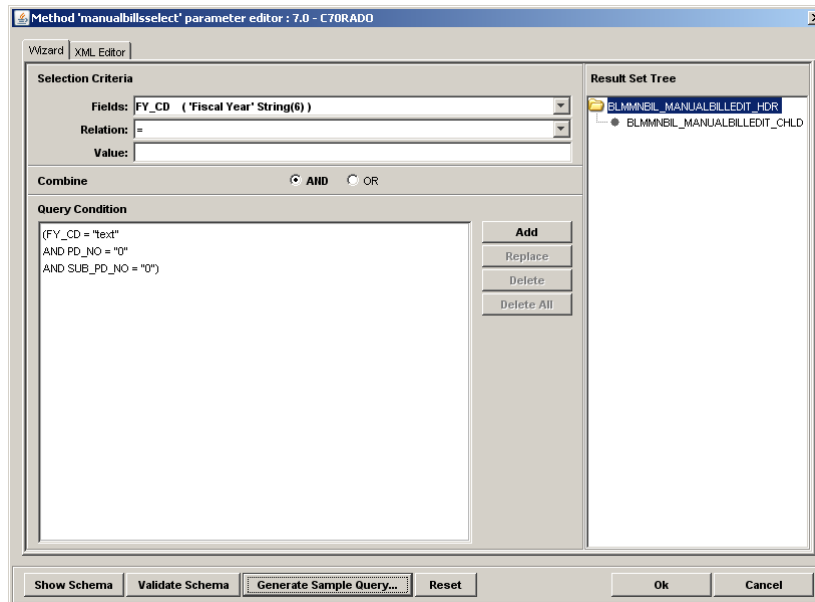 Method 'manualbillsselect' parameter editor : 7.0 - C70RADO
Wizard XML Editor
Selection Criteria
Fields: FY_CD ( 'Fiscal Year' String(6) )
Relation: =
Value:
Combine AND OR
Query Condition
(FY_CD = "text"
AND PD_NO = "0"
AND SUB_PD_NO = "0")
Add
Replace
Delete
Delete All
Result Set Tree
BLMMNBIL_MANUALBILLEDIT_HDR
BLMMNBIL_MANUALBILLEDIT_CHLD
Show Schema Validate Schema Generate Sample Query... Reset Ok Cancel